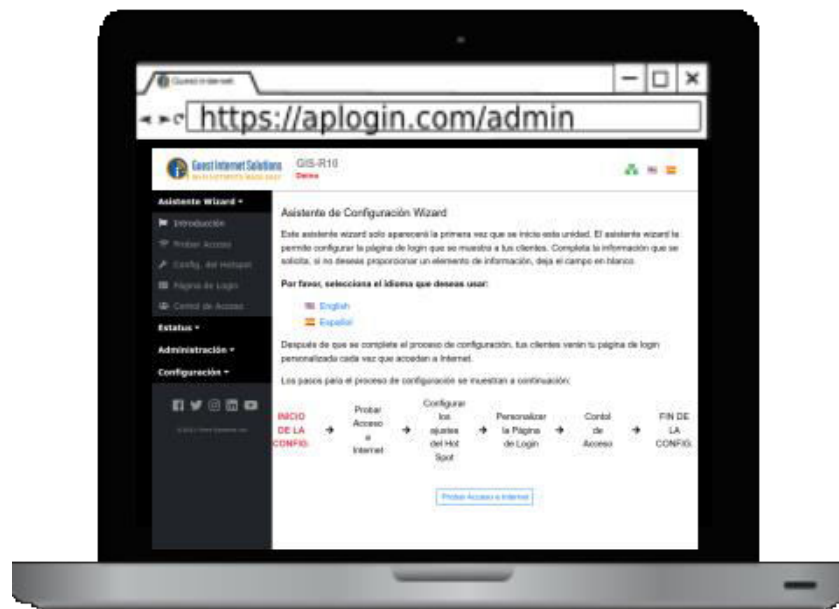 Guest Internet
https://aplogin.com/admin
Guest Internet Solutions
GIS-R10
Demo
Asistente Wizard
Introducción
Probar Acceso
Config. del Hotspot
Página de Login
Contol de Acceso
Estatus
Administración
Configuración
Asistente de Configuración Wizard
Este asistente wizard solo aparecerá la primera vez que se inicie esta unidad. El asistente wizard te
permite configurar la página de login que se muestra a tus clientes. Completa la información que se
solicita, si no deseas proporcionar un elemento de información, deja el campo en blanco.
Por favor, selecciona el idioma que deseas usar:
English
Español
Después de que se complete el proceso de configuración, tus clientes verán tu página de login
personalizada cada vez que accedan a Internet.
Los pasos para el proceso de configuración se muestran a continuación:
INICIO
DE LA
CONFIG.
→
Probar
Acceso
a
Internet
→
Configurar
los
ajustes
del Hot
Spot
→
Personalizar
la Página
de Login
→
Contol
de
Acceso
→
FIN DE
LA
CONFIG.
Probar Acceso a Internet